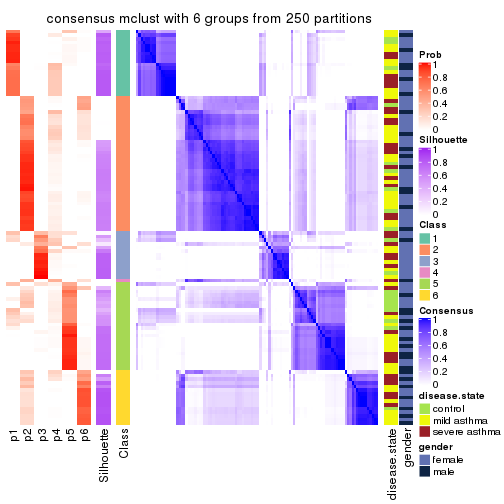 consensus mclust with 6 groups from 250 partitions
Prob
1
0.8
0.6
0.4
0.2
0
Silhouette
1
0.8
0.6
0.4
0.2
0
Class
1
2
3
4
5
6
Consensus
1
0.8
0.6
0.4
0.2
0
disease.state
control
mild asthma
severe asthma
gender
female
male
p1
p2
p3
p4
p5
p6
Silhouette
Class
disease.state
gender